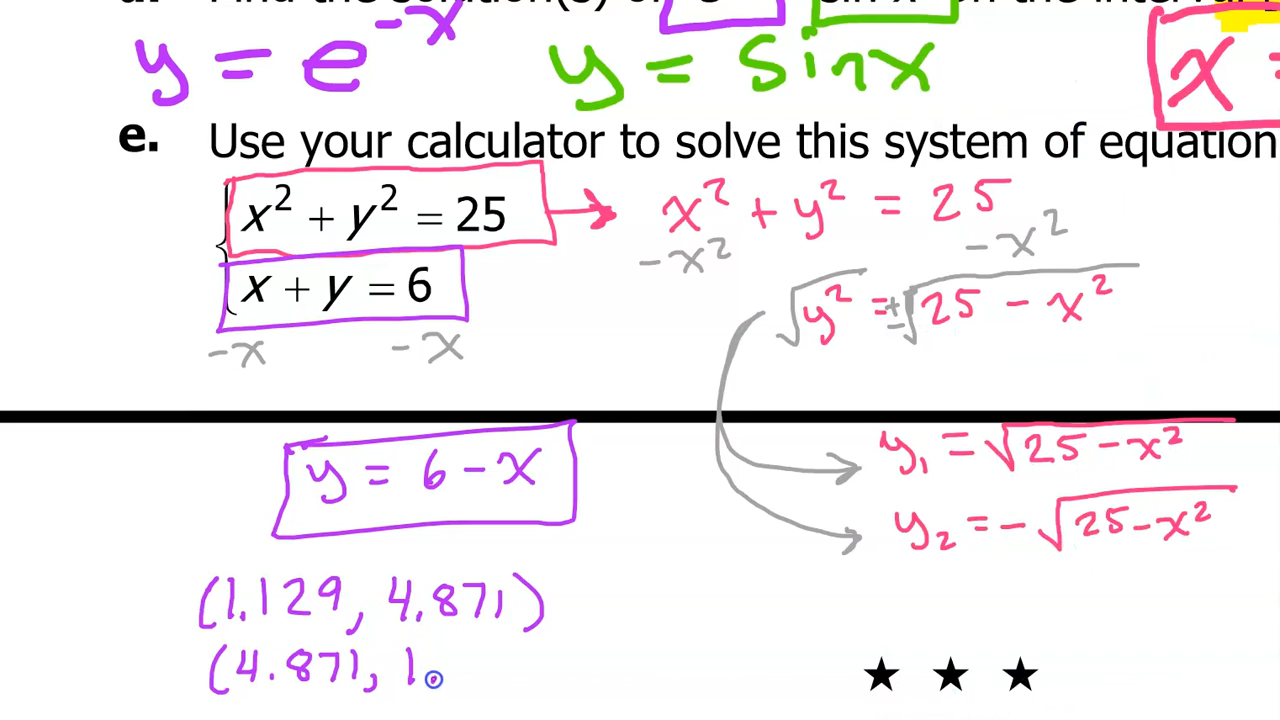 y = e^-x y = sin x x =
e. Use your calculator to solve this system of equation
x² + y² = 25 x² + y² = 25
-x² -x²
x + y = 6 √y² = ±√25 - x²
-x -x
y = 6 - x y₁ = √25 - x²
y₂ = -√25 - x²
(1.129, 4.871)
(4.871, 1.
★ ★ ★